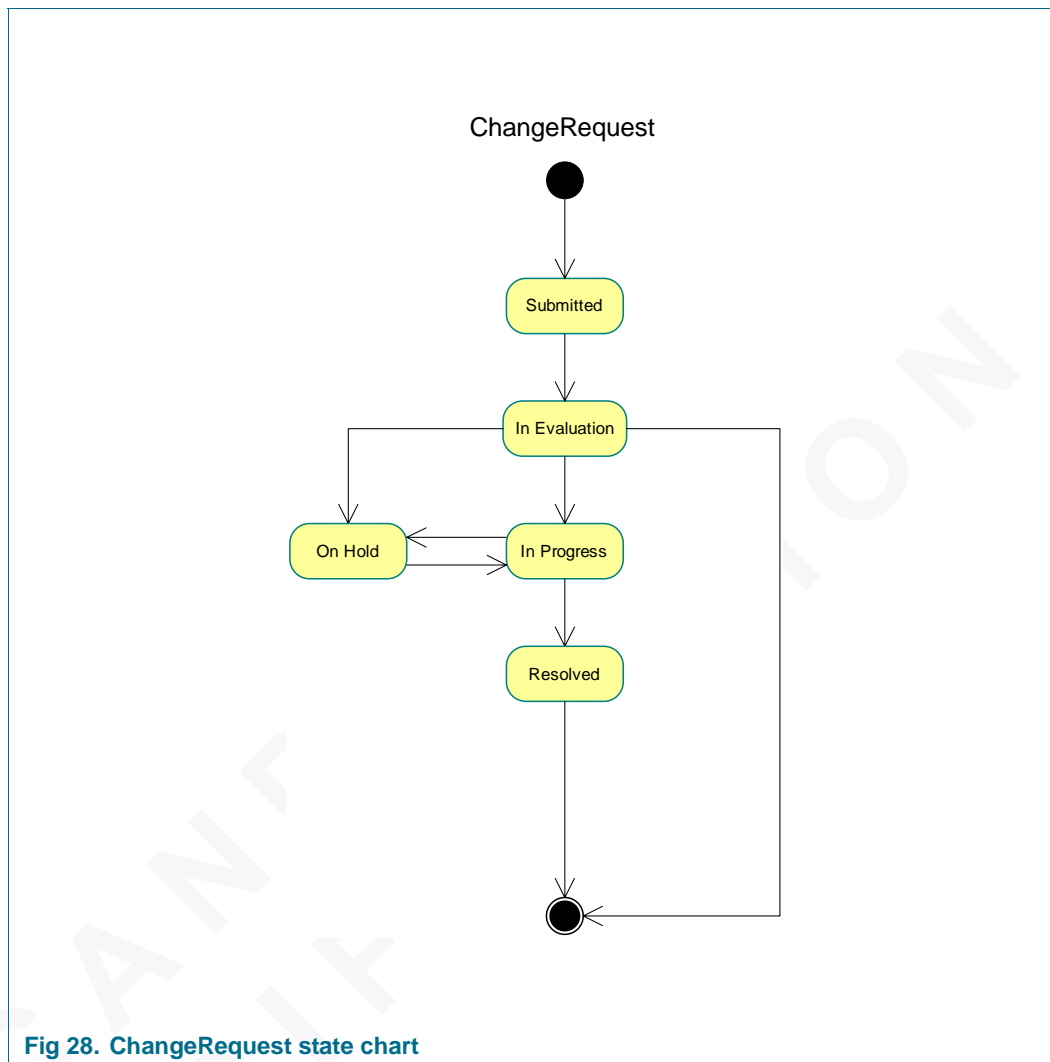 ChangeRequest
Submitted
In Evaluation
On Hold
In Progress
Resolved
Fig 28. ChangeRequest state chart